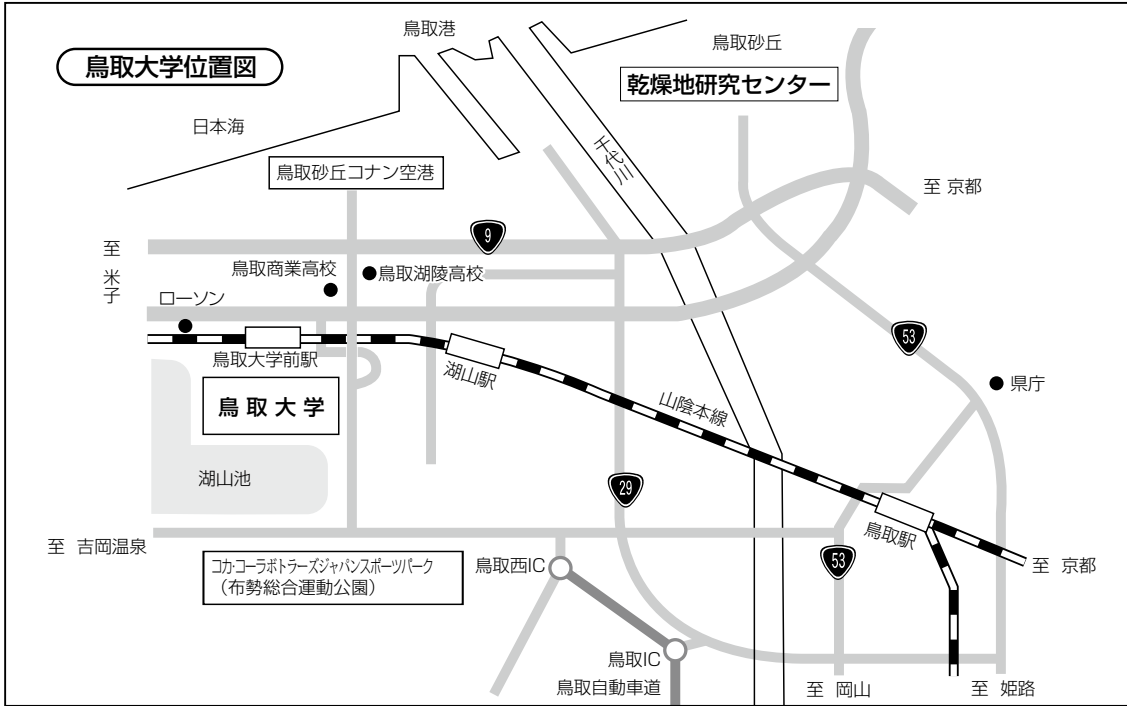 鳥取大学位置図
鳥取港
鳥取砂丘
乾燥地研究センター
日本海
千代川
鳥取砂丘コナン空港
至 京都
9
至 米子
鳥取商業高校
鳥取湖陵高校
ローソン
53
鳥取大学前駅
湖山駅
県庁
鳥取大学
山陰本線
湖山池
29
鳥取駅
至 吉岡温泉
コカ・コーラボトラーズジャパンスポーツパーク
（布勢総合運動公園）
鳥取西IC
53
至 京都
鳥取IC
鳥取自動車道
至 岡山
至 姫路